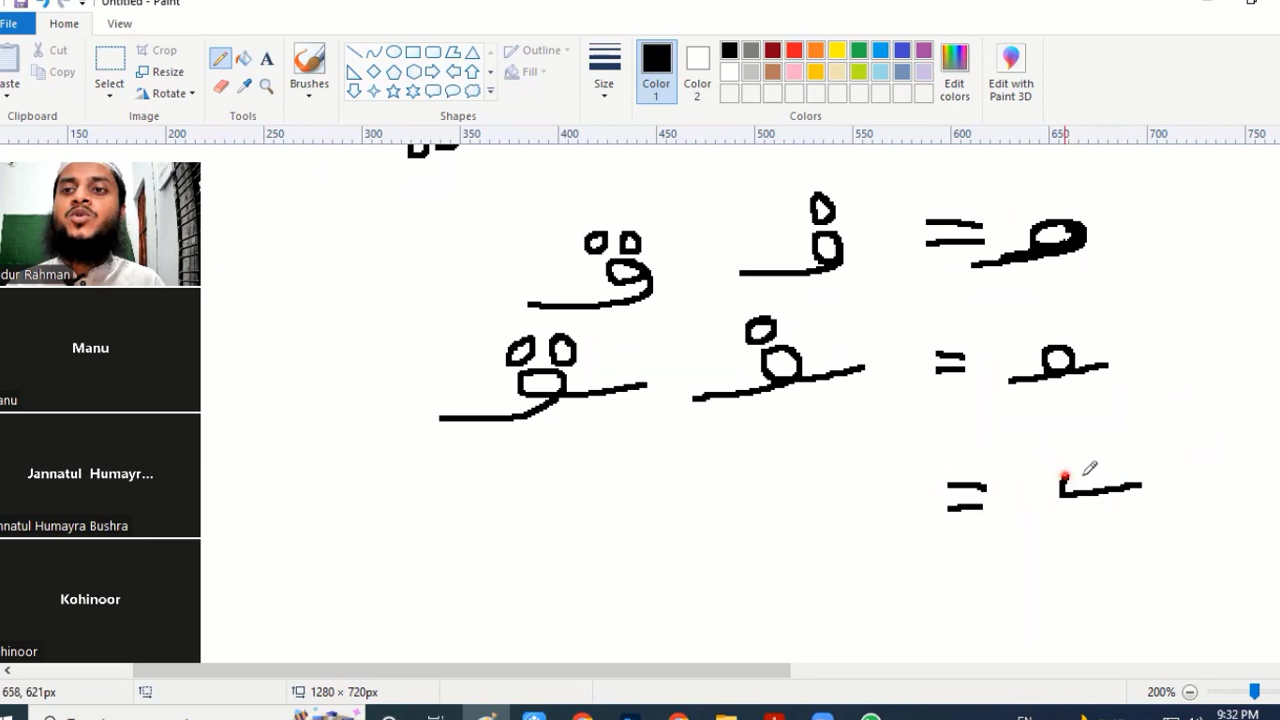 Untitled - Paint
File Home View
Cut
Copy
aste
Clipboard
Select
Crop
Resize
Rotate
Image
Tools
Brushes
Shapes
Outline
Fill
Size
Color 1
Color 2
Edit colors
Edit with Paint 3D
Colors
150 200 250 300 350 400 450 500 550 600 650 700 750
dur Rahman
Manu
anu
Jannatul Humayr...
nnatul Humayra Bushra
Kohinoor
hinoor
658, 621px
1280 × 720px
200%
EN
9:32 PM